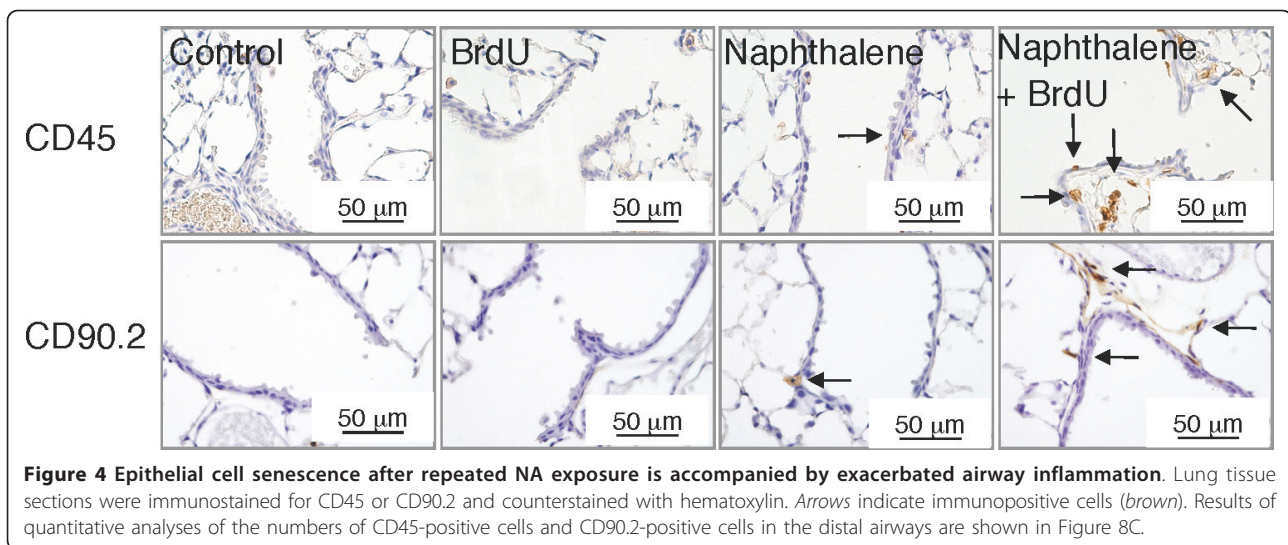 Control BrdU Naphthalene Naphthalene
+ BrdU
CD45
50 µm 50 µm 50 µm 50 µm
CD90.2
50 µm 50 µm 50 µm 50 µm
Figure 4 Epithelial cell senescence after repeated NA exposure is accompanied by exacerbated airway inflammation. Lung tissue
sections were immunostained for CD45 or CD90.2 and counterstained with hematoxylin. Arrows indicate immunopositive cells (brown). Results of
quantitative analyses of the numbers of CD45-positive cells and CD90.2-positive cells in the distal airways are shown in Figure 8C.